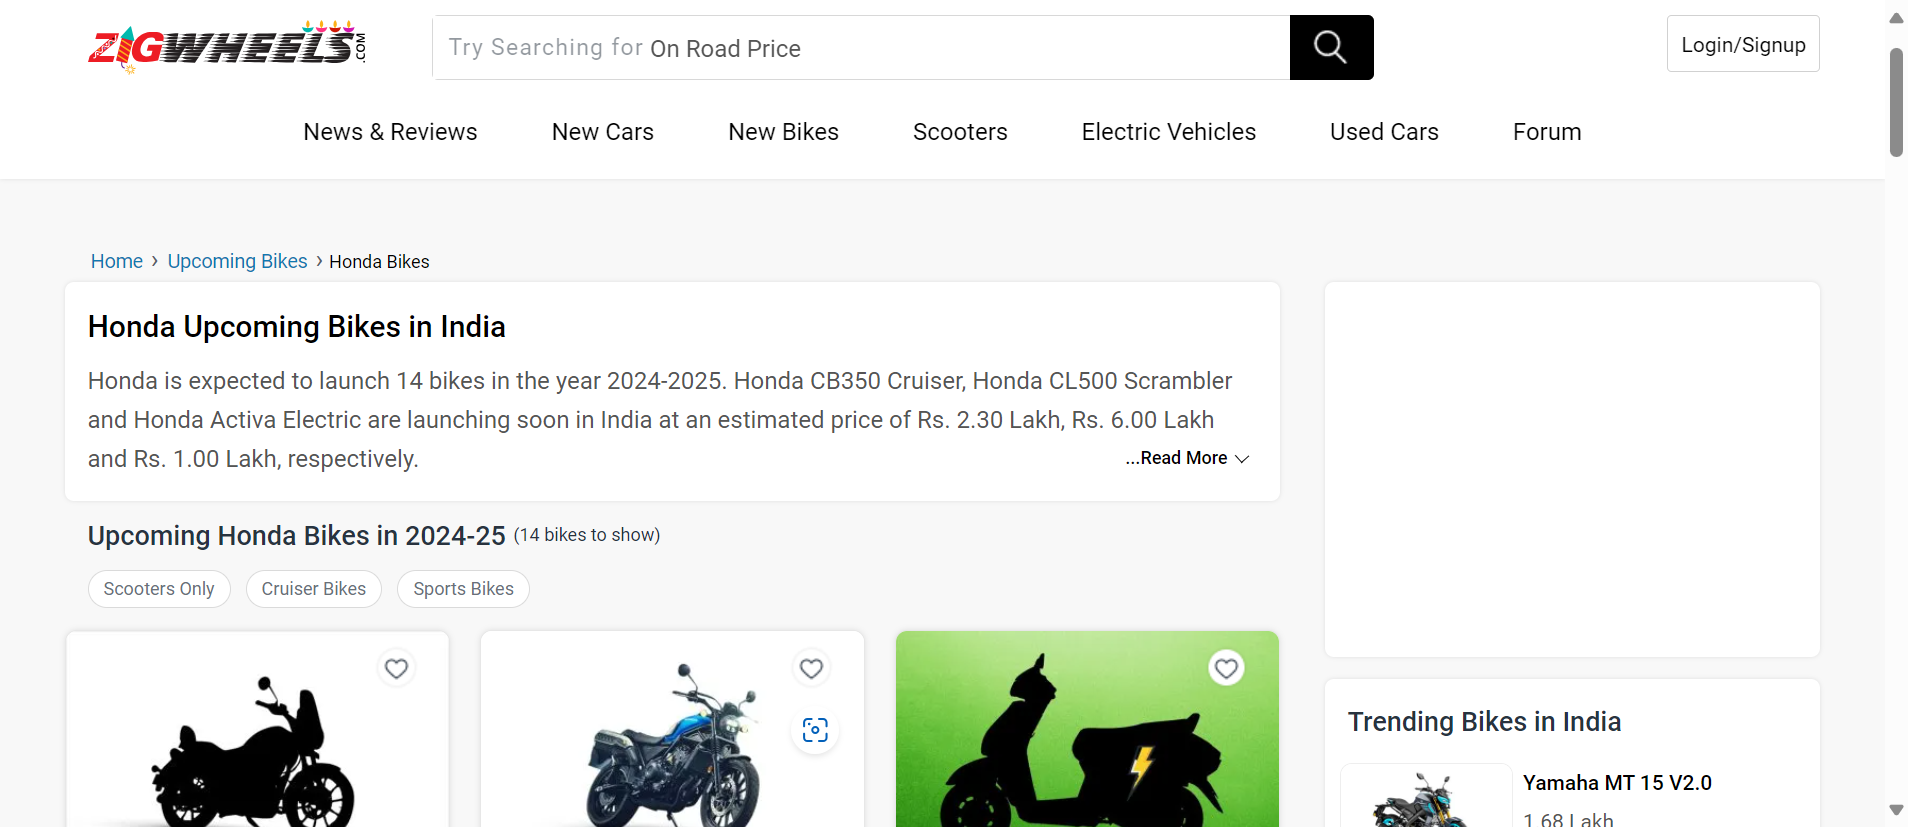 ZIGWHEELS.COM
Try Searching for On Road Price
Login/Signup
News & Reviews
New Cars
New Bikes
Scooters
Electric Vehicles
Used Cars
Forum
Home › Upcoming Bikes › Honda Bikes
Honda Upcoming Bikes in India
Honda is expected to launch 14 bikes in the year 2024-2025. Honda CB350 Cruiser, Honda CL500 Scrambler
and Honda Activa Electric are launching soon in India at an estimated price of Rs. 2.30 Lakh, Rs. 6.00 Lakh
and Rs. 1.00 Lakh, respectively.
...Read More
Upcoming Honda Bikes in 2024-25 (14 bikes to show)
Scooters Only
Cruiser Bikes
Sports Bikes
Trending Bikes in India
Yamaha MT 15 V2.0
1.68 Lakh